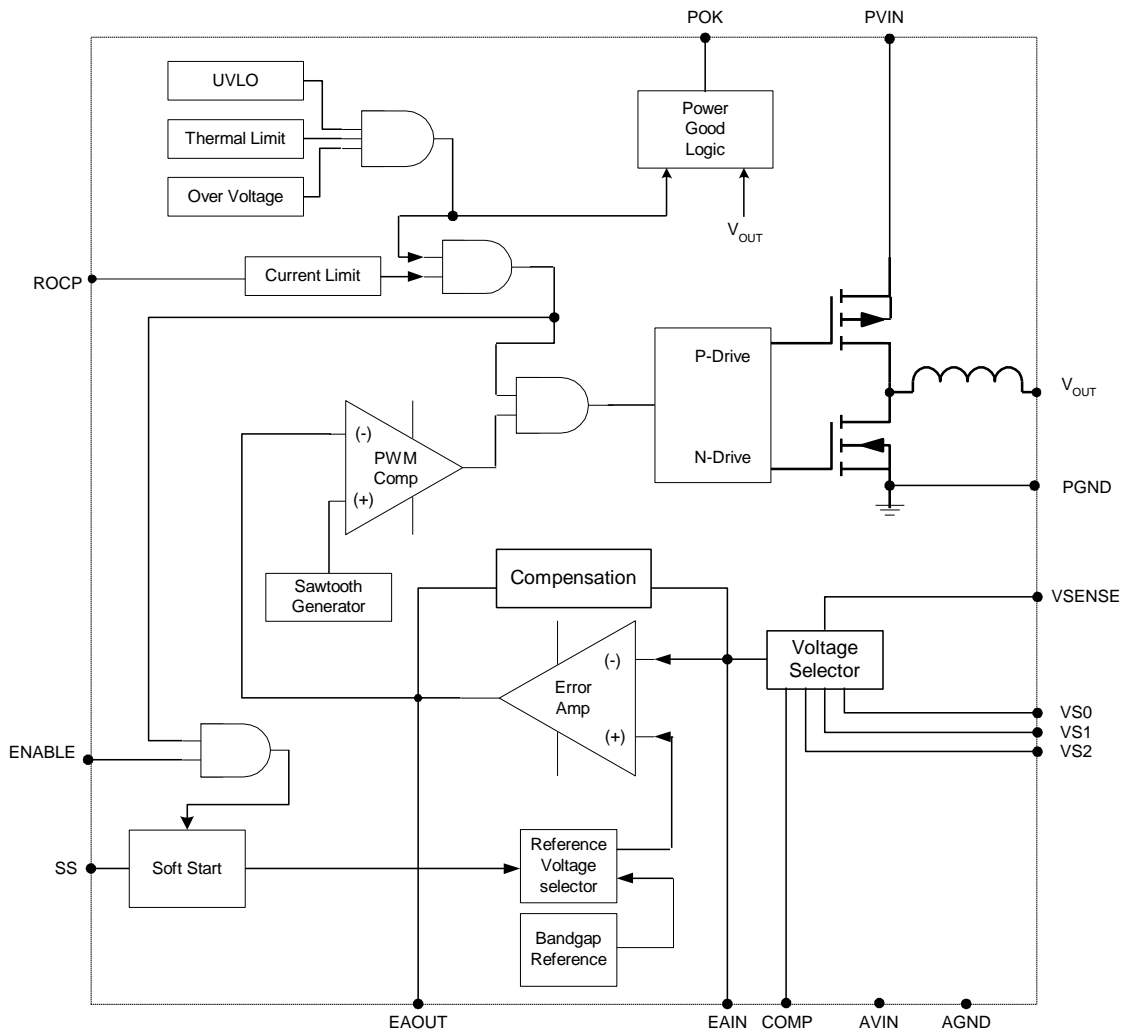 POK
PVIN
UVLO
Thermal Limit
Over Voltage
Power
Good
Logic
VOUT
ROCP
Current Limit
P-Drive
N-Drive
VOUT
PGND
(-)
PWM
Comp
(+)
Sawtooth
Generator
Compensation
VSENSE
Voltage
Selector
(-)
Error
Amp
(+)
VS0
VS1
VS2
ENABLE
SS
Soft Start
Reference
Voltage
selector
Bandgap
Reference
EAOUT
EAIN
COMP
AVIN
AGND